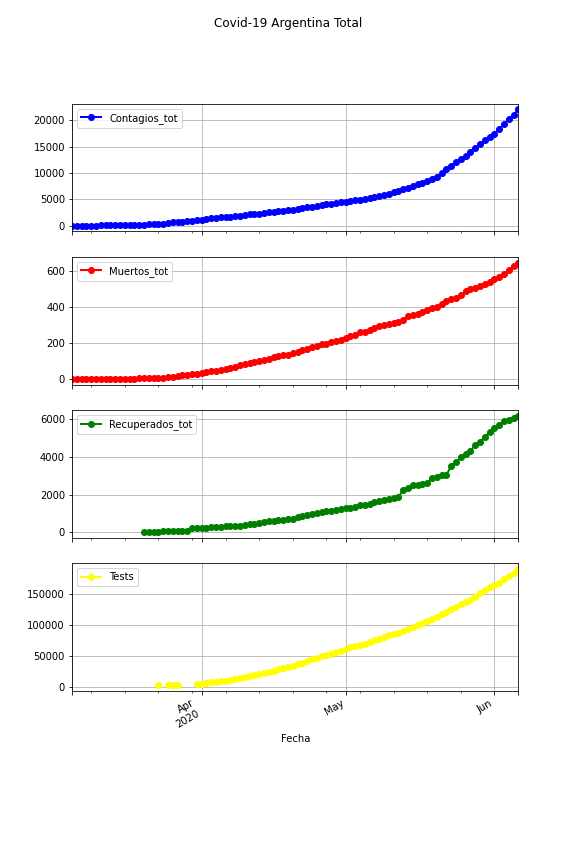 Covid-19 Argentina Total
Contagios_tot
20000
15000
10000
5000
0
Muertos_tot
600
400
200
0
Recuperados_tot
6000
4000
2000
0
Tests
150000
100000
50000
0
Apr
2020
May
Jun
Fecha